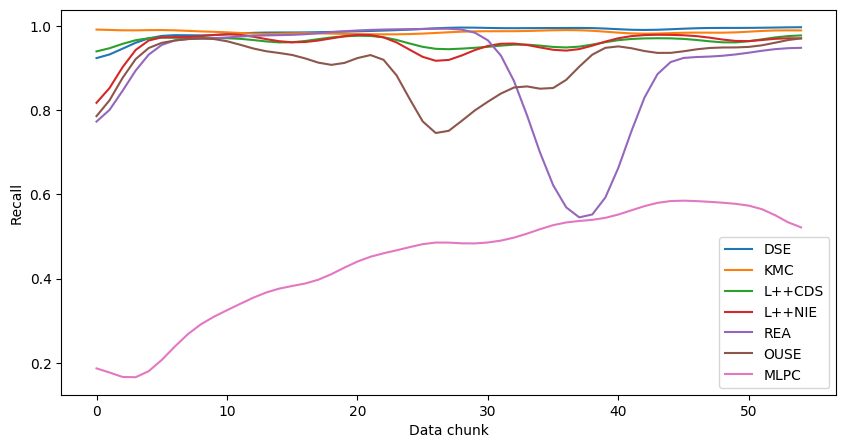 1.0
0.8
0.6
0.4
0.2
Recall
0
10
20
30
40
50
Data chunk
DSE
KMC
L++CDS
L++NIE
REA
OUSE
MLPC